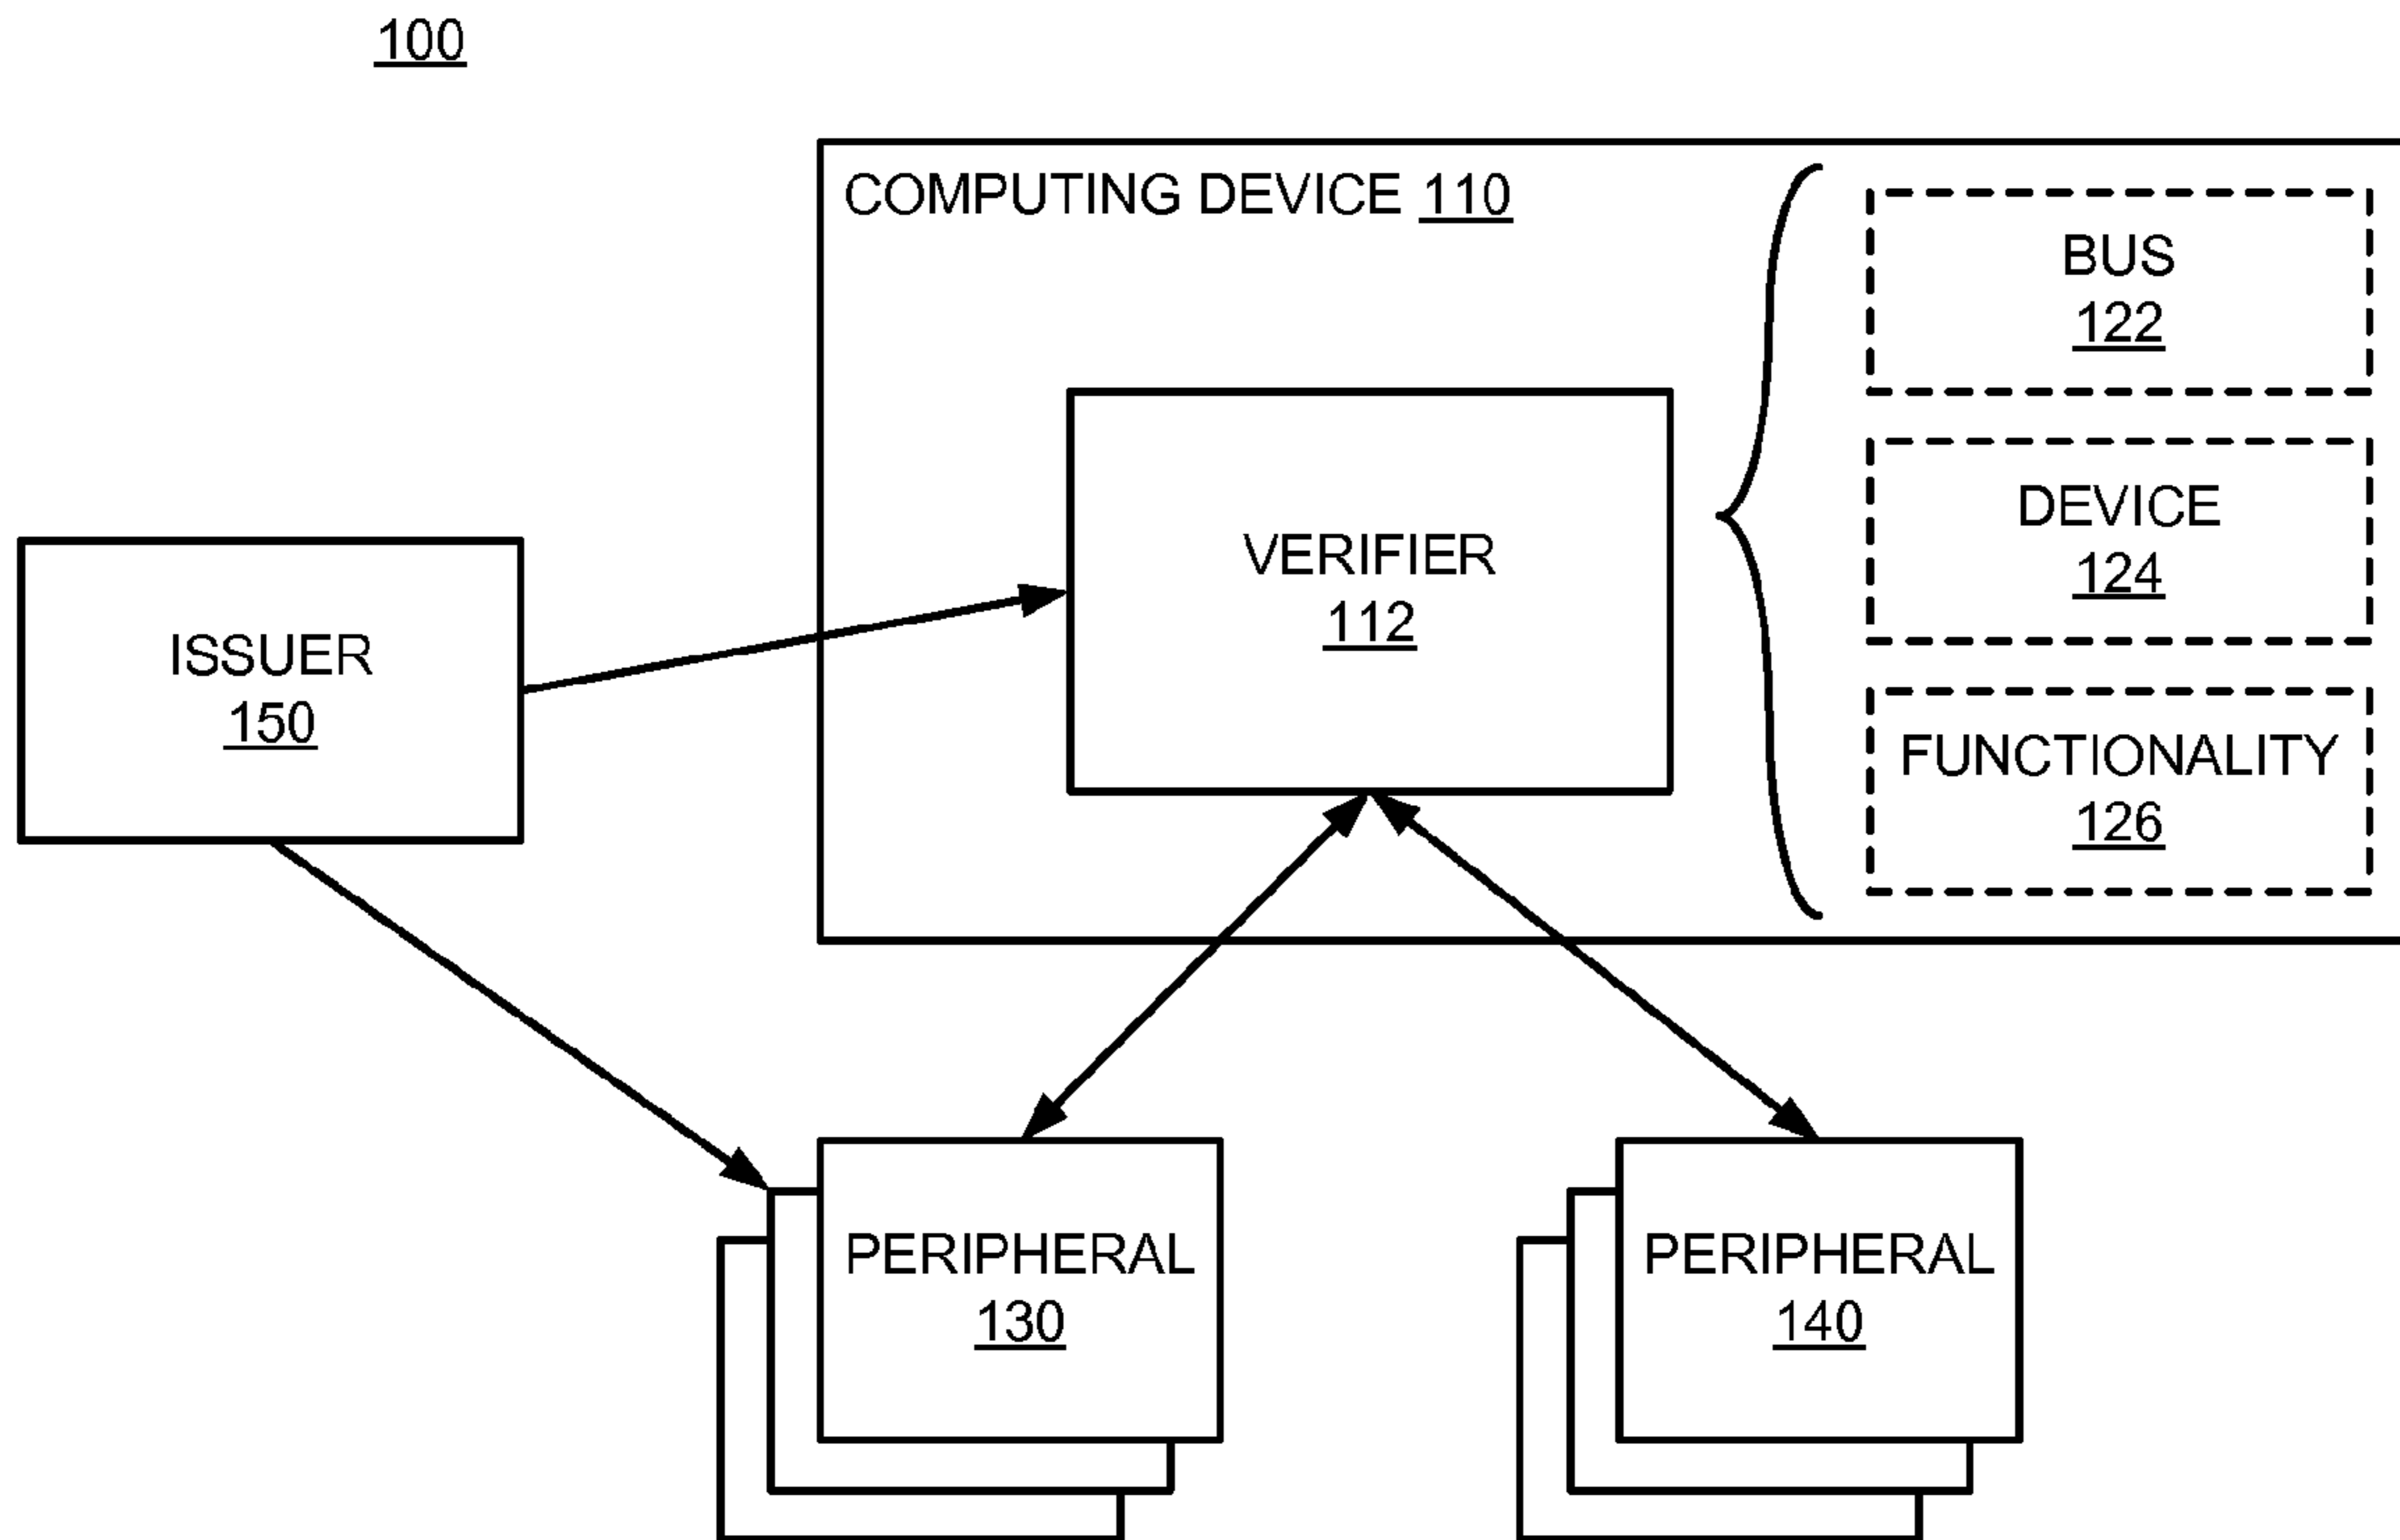 100
COMPUTING DEVICE 110
BUS
122
DEVICE
124
FUNCTIONALITY
126
VERIFIER
112
ISSUER
150
PERIPHERAL
130
PERIPHERAL
140